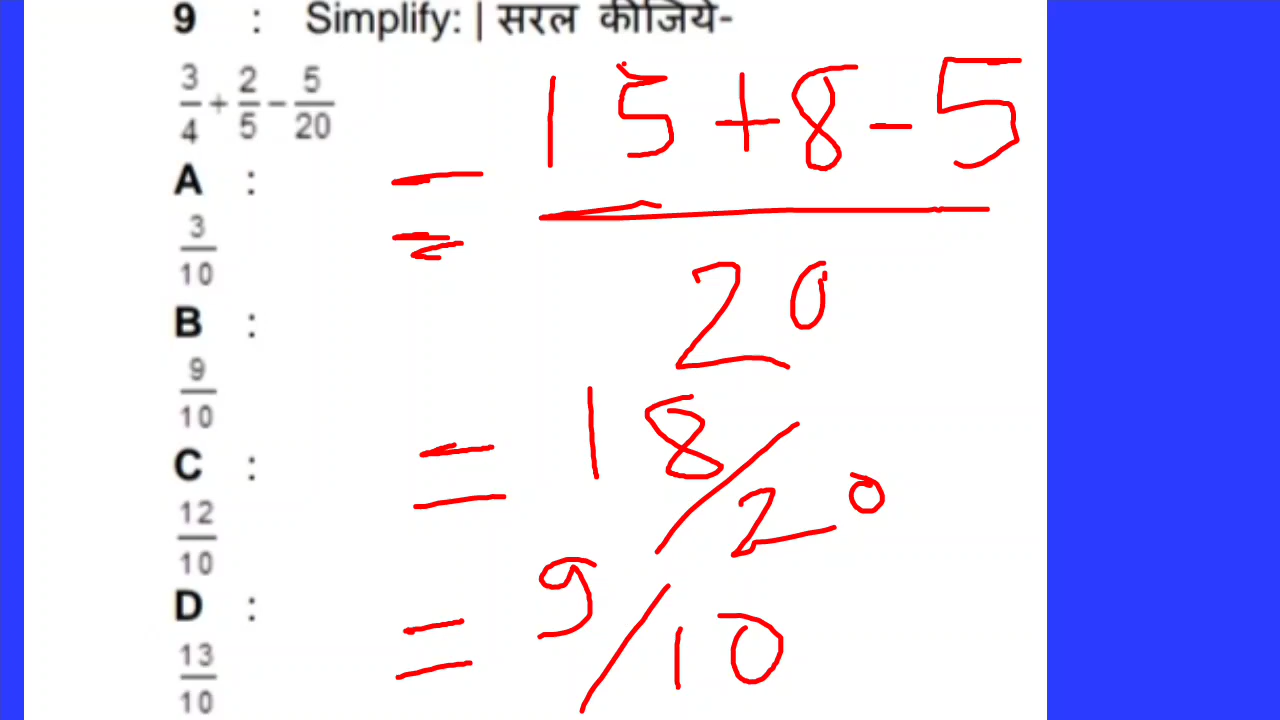 9 : Simplify: | सरल कीजिये-
3/4 + 2/5 − 5/20
A :
3/10
B :
9/10
C :
12/10
D :
13/10
= 15+8-5
20
= 18/20
= 9/10